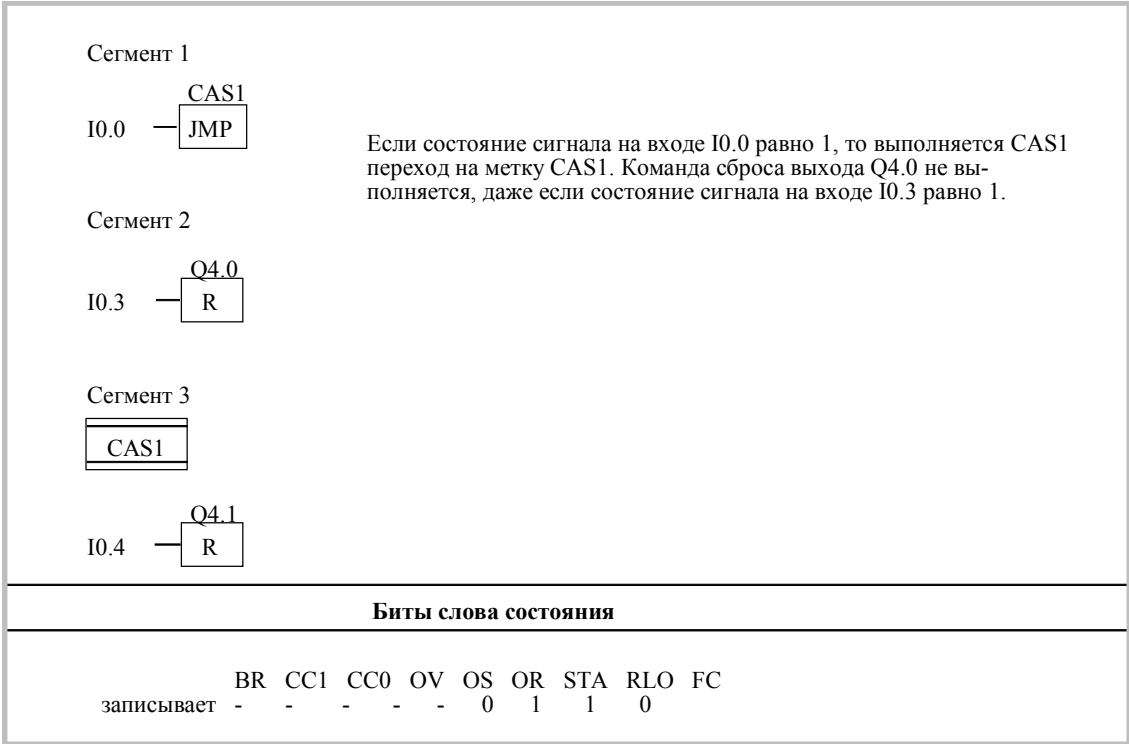 Сегмент 1
CAS1
I0.0 JMP
Если состояние сигнала на входе I0.0 равно 1, то выполняется CAS1
переход на метку CAS1. Команда сброса выхода Q4.0 не вы-
полняется, даже если состояние сигнала на входе I0.3 равно 1.
Сегмент 2
Q4.0
I0.3 R
Сегмент 3
CAS1
Q4.1
I0.4 R
Биты слова состояния
BR CC1 CC0 OV OS OR STA RLO FC
записывает - - - - - 0 1 1 0